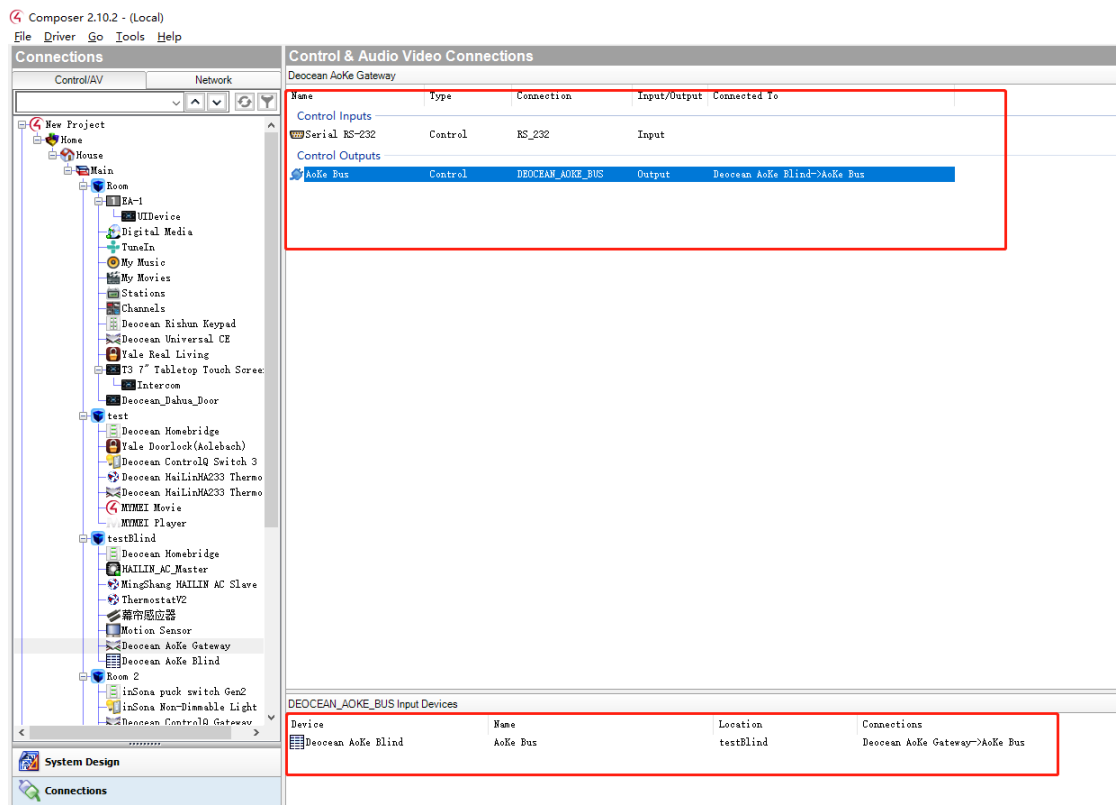 Composer 2.10.2 - (Local)
File Driver Go Tools Help
Connections
Control/AV Network
New Project
Home
House
Main
Room
EA-1
UIDevice
Digital Media
TuneIn
My Music
My Movies
Stations
Channels
Deocean Rishun Keypad
Deocean Universal CE
Yale Real Living
T3 7" Tabletop Touch Scree
Intercom
Deocean_Dahua_Door
test
Deocean Homebridge
Yale Doorlock(Aolebach)
Deocean ControlQ Switch 3
Deocean HaiLinHA233 Thermo
Deocean HaiLinHA233 Thermo
MYMEI Movie
MYMEI Player
testBlind
Deocean Homebridge
HAILIN_AC_Master
MingShang HAILIN AC Slave
ThermostatV2
幕帘感应器
Motion Sensor
Deocean AoKe Gateway
Deocean AoKe Blind
Room 2
inSona puck switch Gen2
inSona Non-Dimmable Light
Deocean ControlQ Gateway
System Design
Connections
Control & Audio Video Connections
Deocean AoKe Gateway
Name Type Connection Input/Output Connected To
Control Inputs
Serial RS-232 Control RS_232 Input
Control Outputs
AoKe Bus Control DEOCEAN_AOKE_BUS Output Deocean AoKe Blind->AoKe Bus
DEOCEAN_AOKE_BUS Input Devices
Device Name Location Connections
Deocean AoKe Blind AoKe Bus testBlind Deocean AoKe Gateway->AoKe Bus